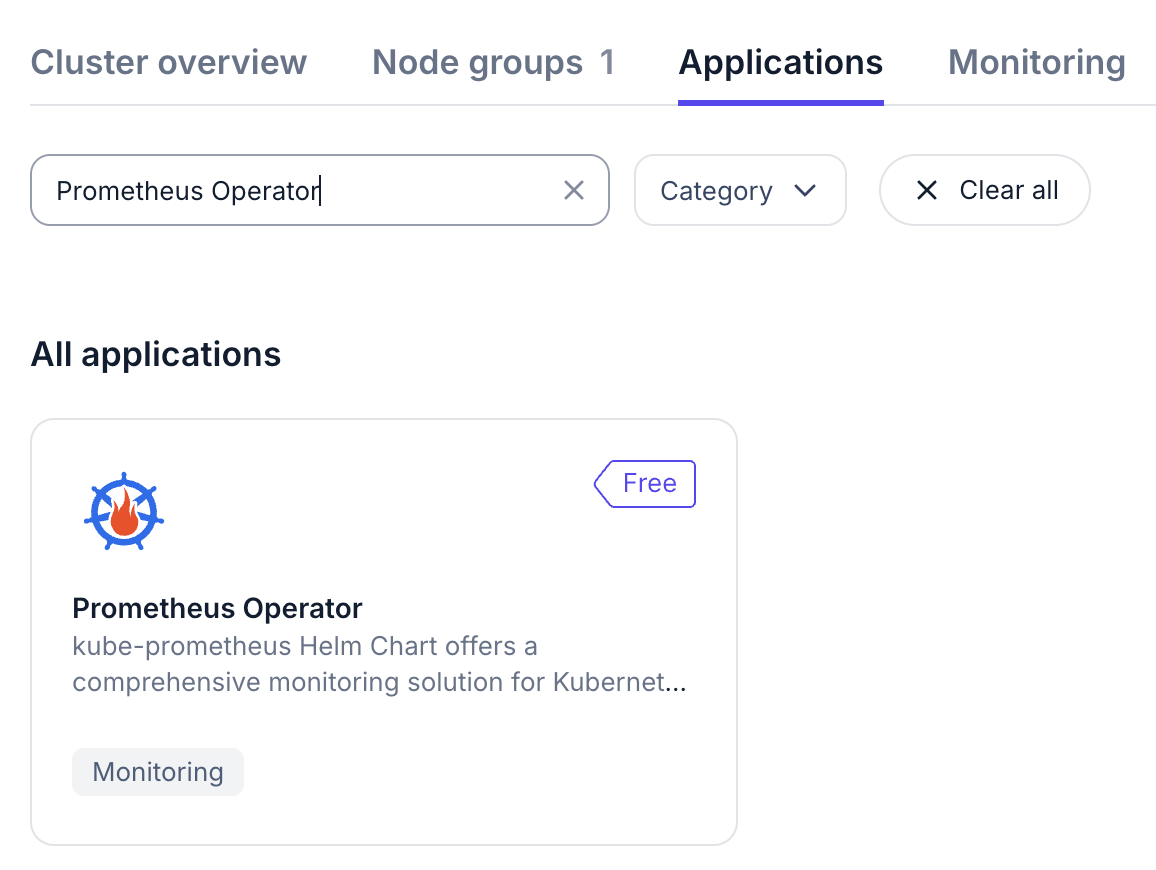 Cluster overview Node groups 1 Applications Monitoring
Prometheus Operator Category Clear all
All applications
Free
Prometheus Operator
kube-prometheus Helm Chart offers a
comprehensive monitoring solution for Kubernet...
Monitoring